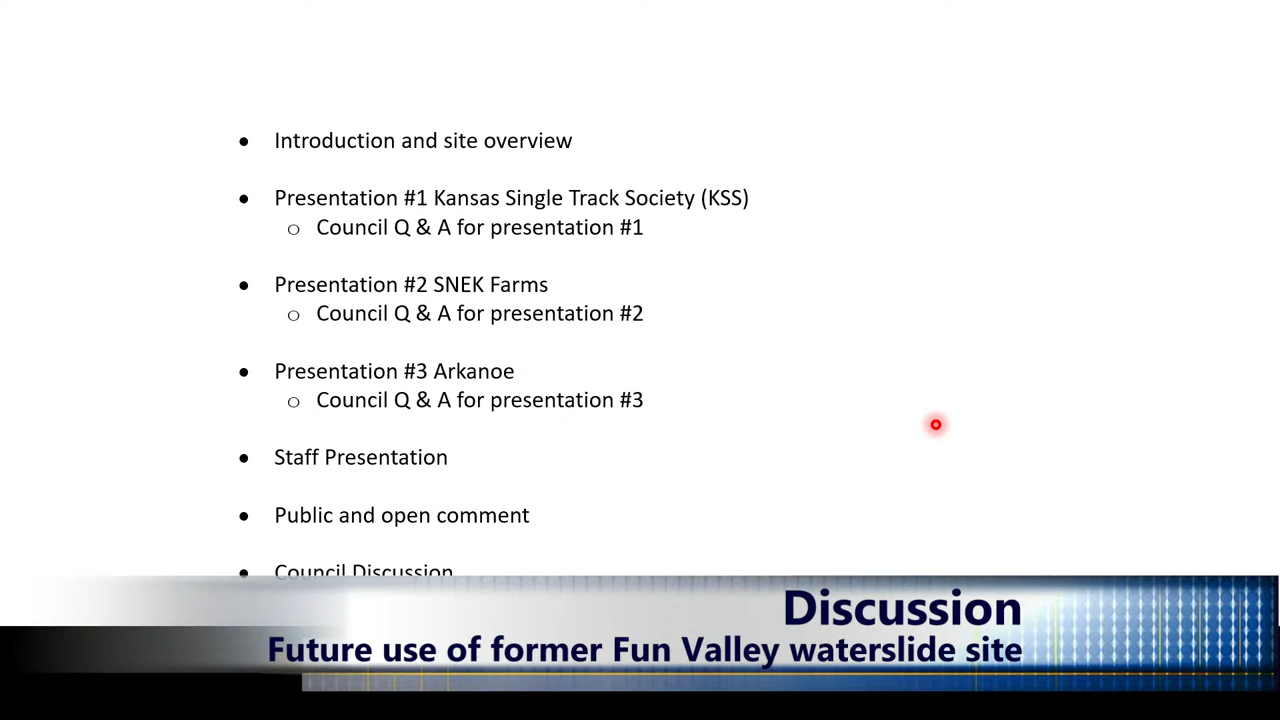 • Introduction and site overview
• Presentation #1 Kansas Single Track Society (KSS)
○ Council Q & A for presentation #1
• Presentation #2 SNEK Farms
○ Council Q & A for presentation #2
• Presentation #3 Arkanoe
○ Council Q & A for presentation #3
• Staff Presentation
• Public and open comment
• Council Discussion
Discussion
Future use of former Fun Valley waterslide site